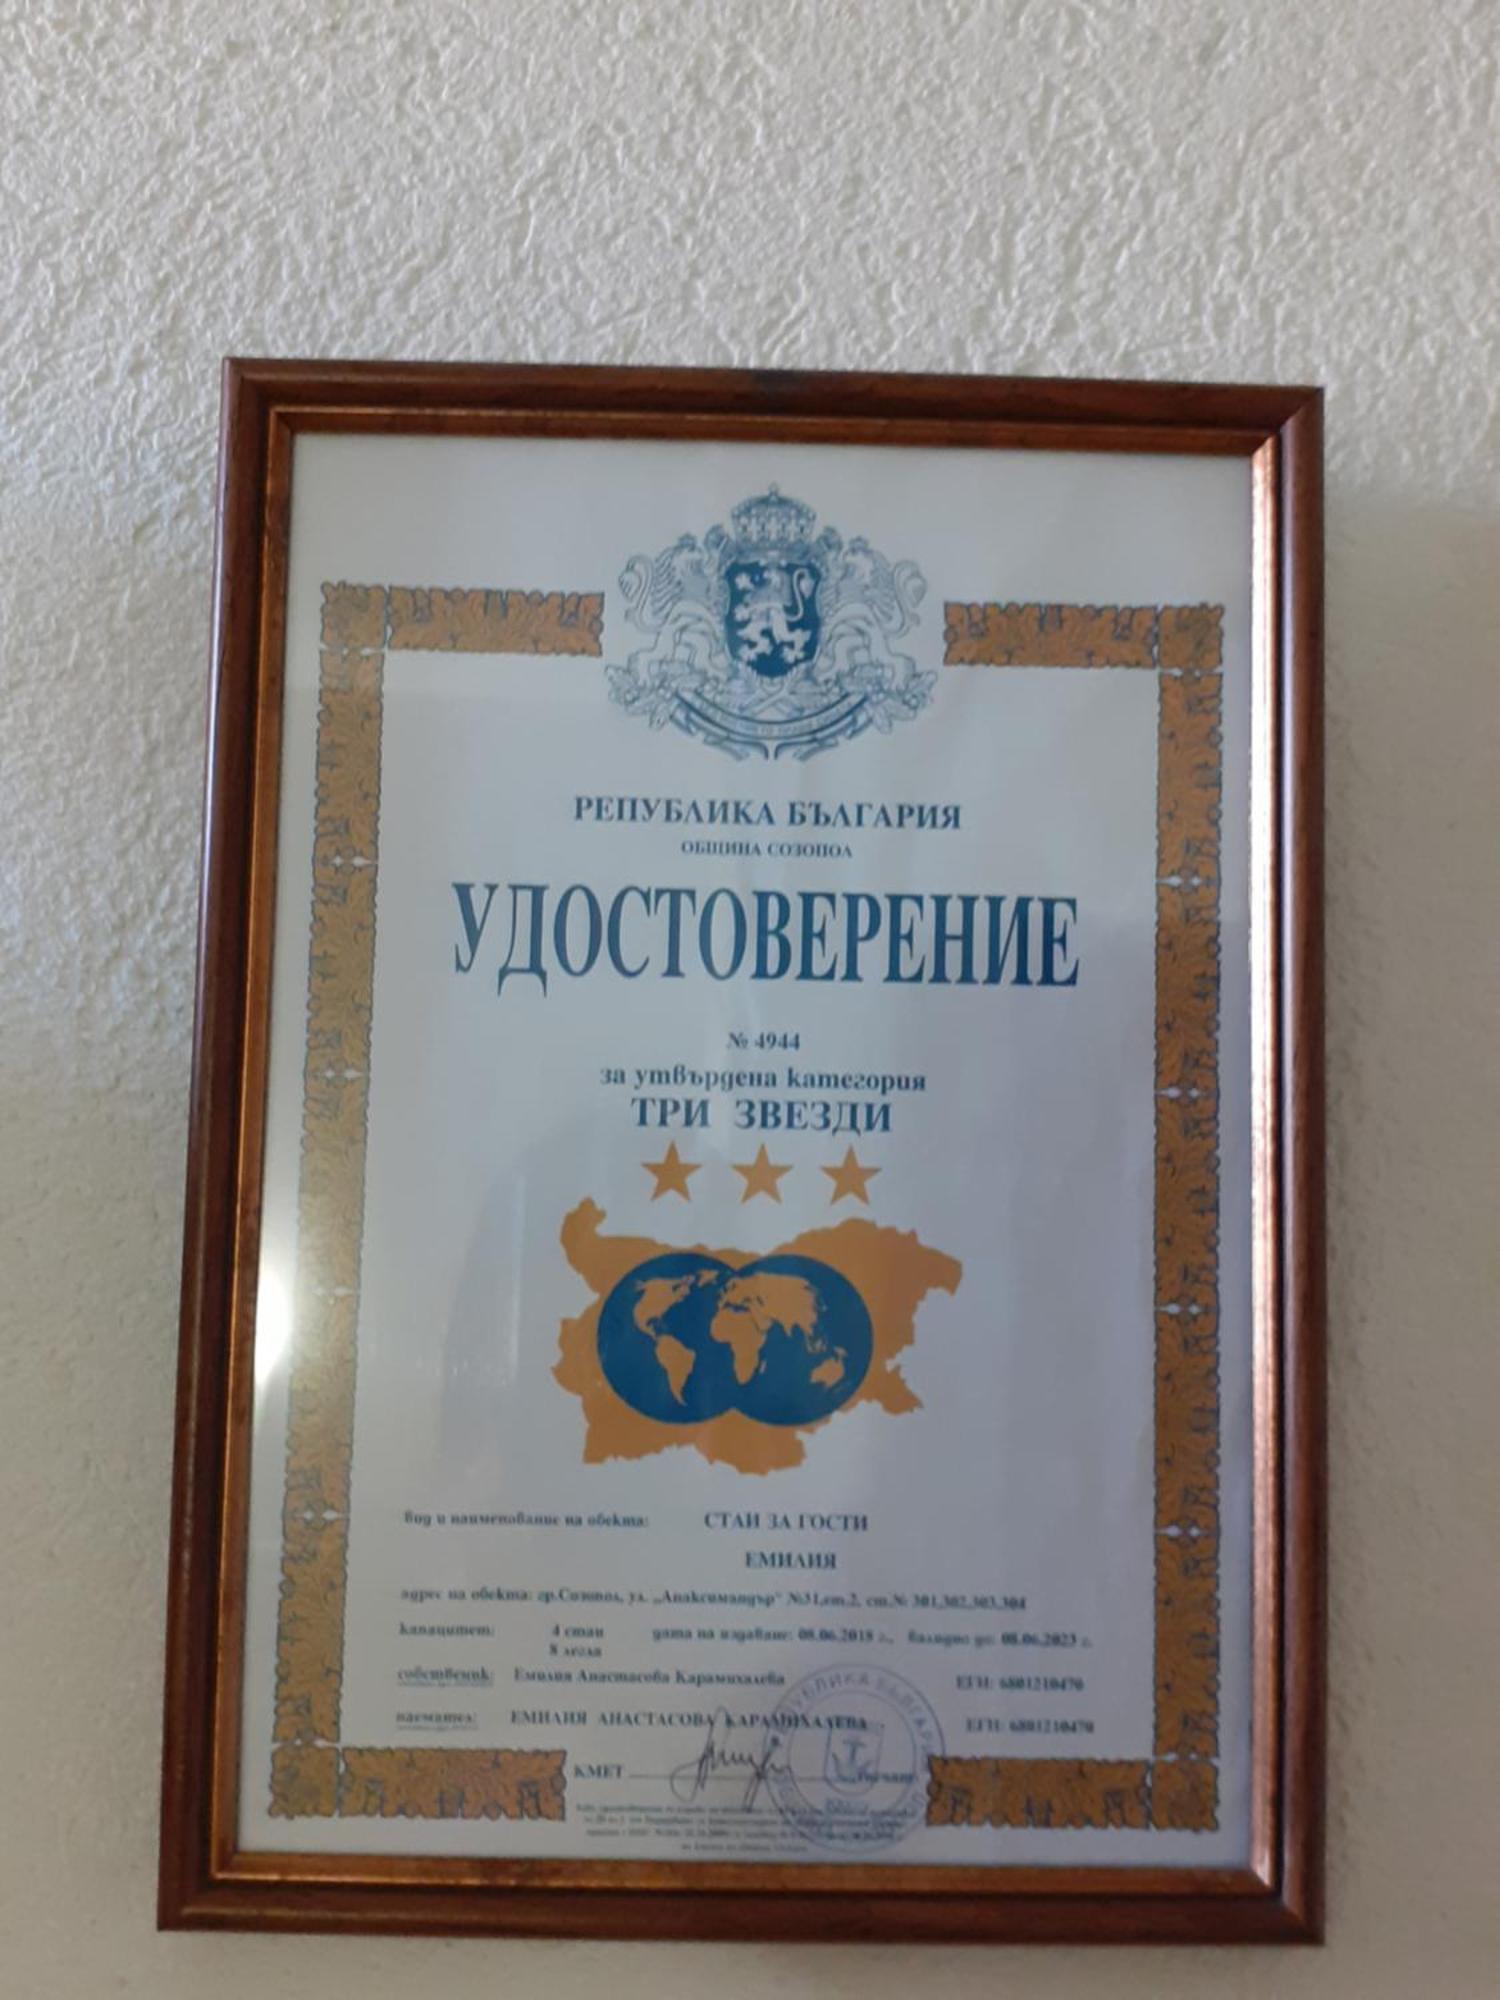 РЕПУБЛИКА БЪЛГАРИЯ
ОБЩИНА СОЗОПОЛ
УДОСТОВЕРЕНИЕ
№ 4944
за утвърдена категория
ТРИ ЗВЕЗДИ
вид и наименование на обекта: СТАИ ЗА ГОСТИ
ЕМИЛИЯ
адрес на обекта: гр.Созопол, ул. „Анаксимандър" №31,ет.2, ст.№ 301,302,303,304
капацитет: 4 стаи дата на издаване: 08.06.2018 г., валидно до: 08.06.2023 г.
8 легла
собственик: Емилия Анастасова Карамихалева ЕГН: 6801210470
наемател: ЕМИЛИЯ АНАСТАСОВА КАРАМИХАЛЕВА ЕГН: 6801210470
КМЕТ печат